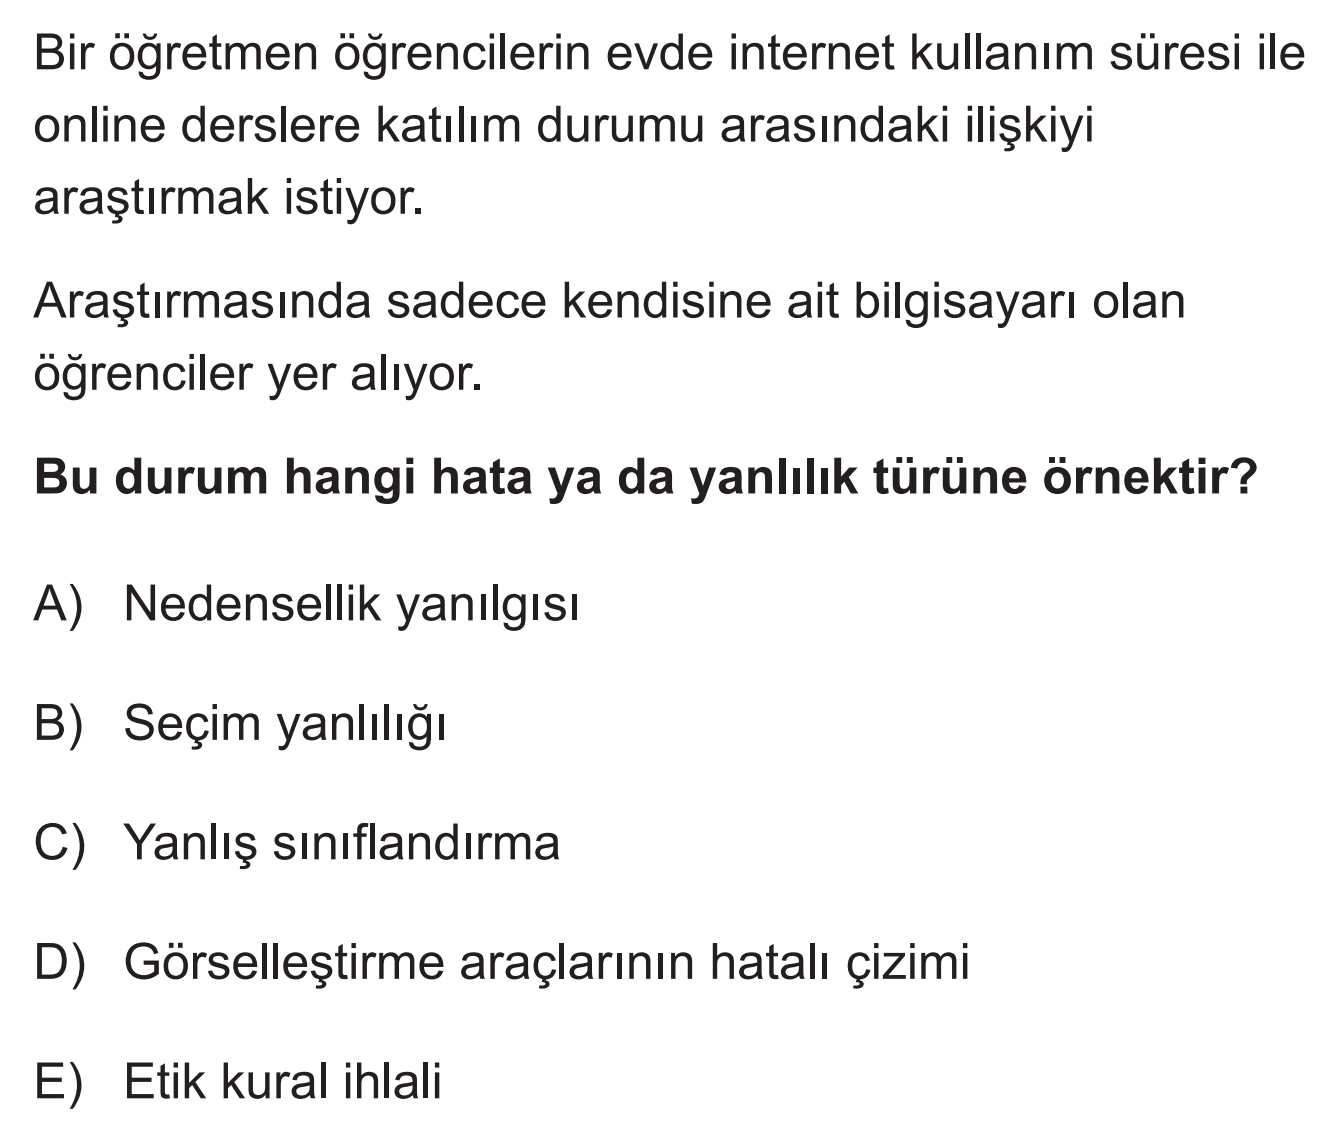 Bir öğretmen öğrencilerin evde internet kullanım süresi ile
online derslere katılım durumu arasındaki ilişkiyi
araştırmak istiyor.
Araştırmasında sadece kendisine ait bilgisayarı olan
öğrenciler yer alıyor.
Bu durum hangi hata ya da yanlılık türüne örnektir?
A) Nedensellik yanılgısı
B) Seçim yanlılığı
C) Yanlış sınıflandırma
D) Görselleştirme araçlarının hatalı çizimi
E) Etik kural ihlali